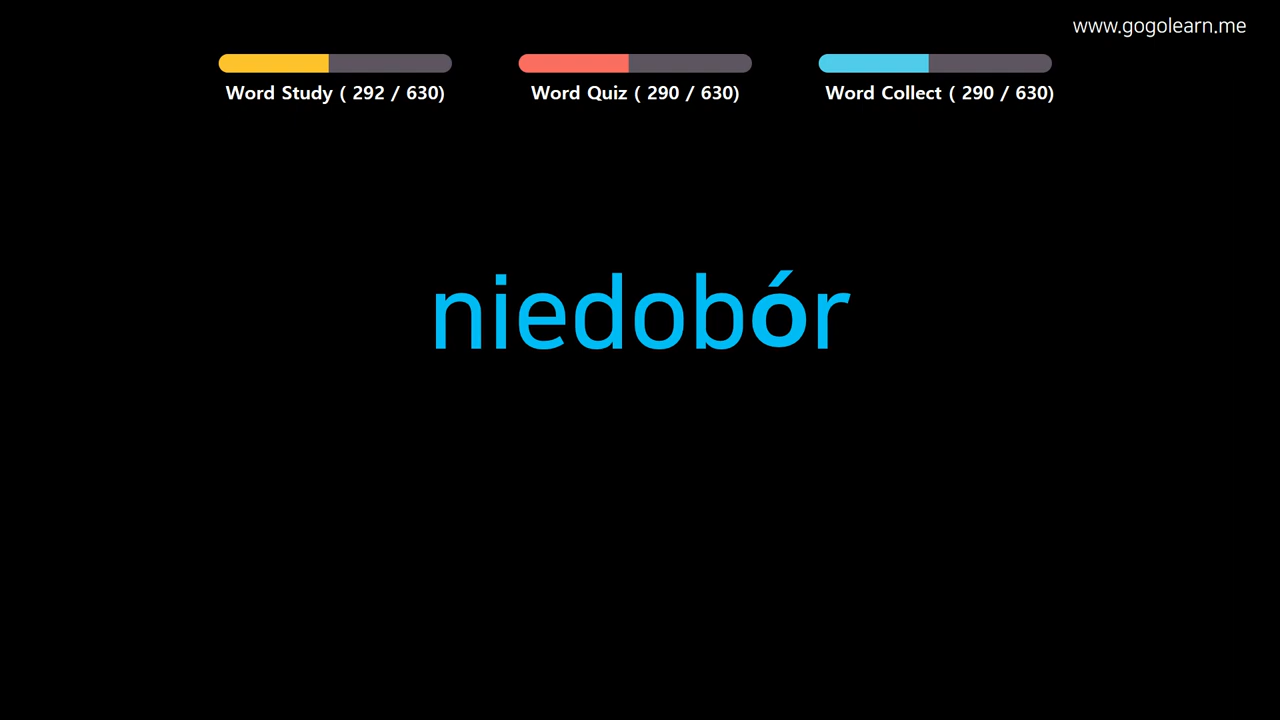 www.gogolearn.me
Word Study ( 292 / 630)
Word Quiz ( 290 / 630)
Word Collect ( 290 / 630)
niedobór